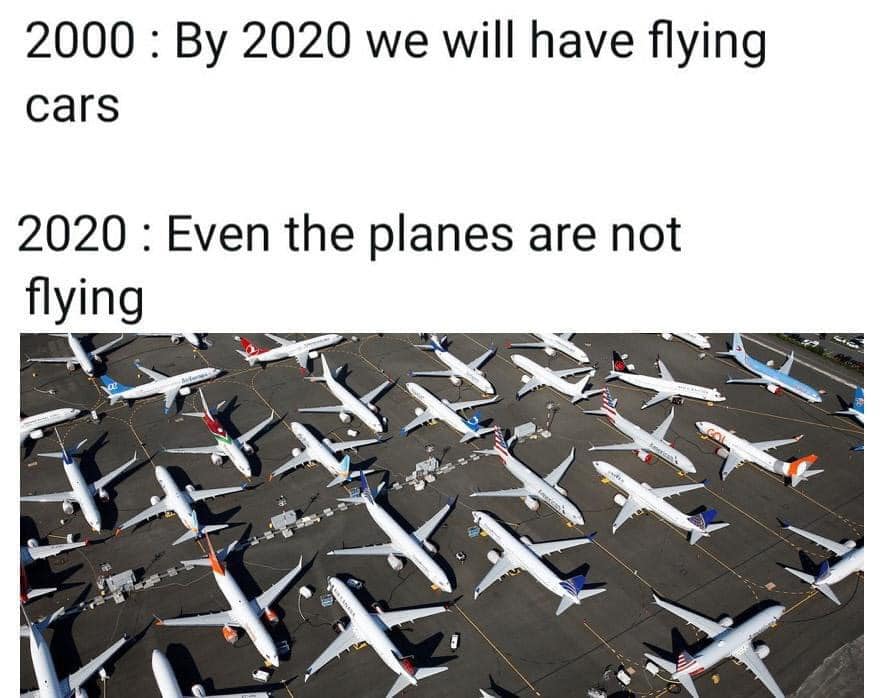 2000 : By 2020 we will have flying
cars
2020 : Even the planes are not
flying